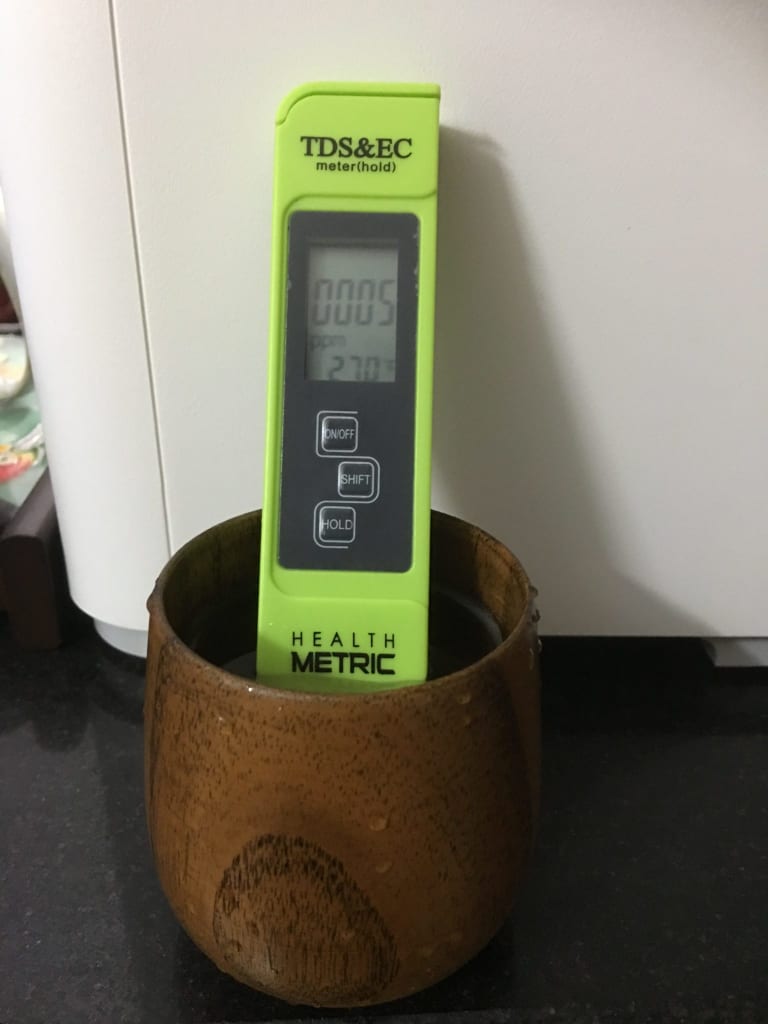 TDS&EC
meter(hold)
0005
ppm
27.0
ON/OFF
SHIFT
HOLD
HEALTH
METRIC